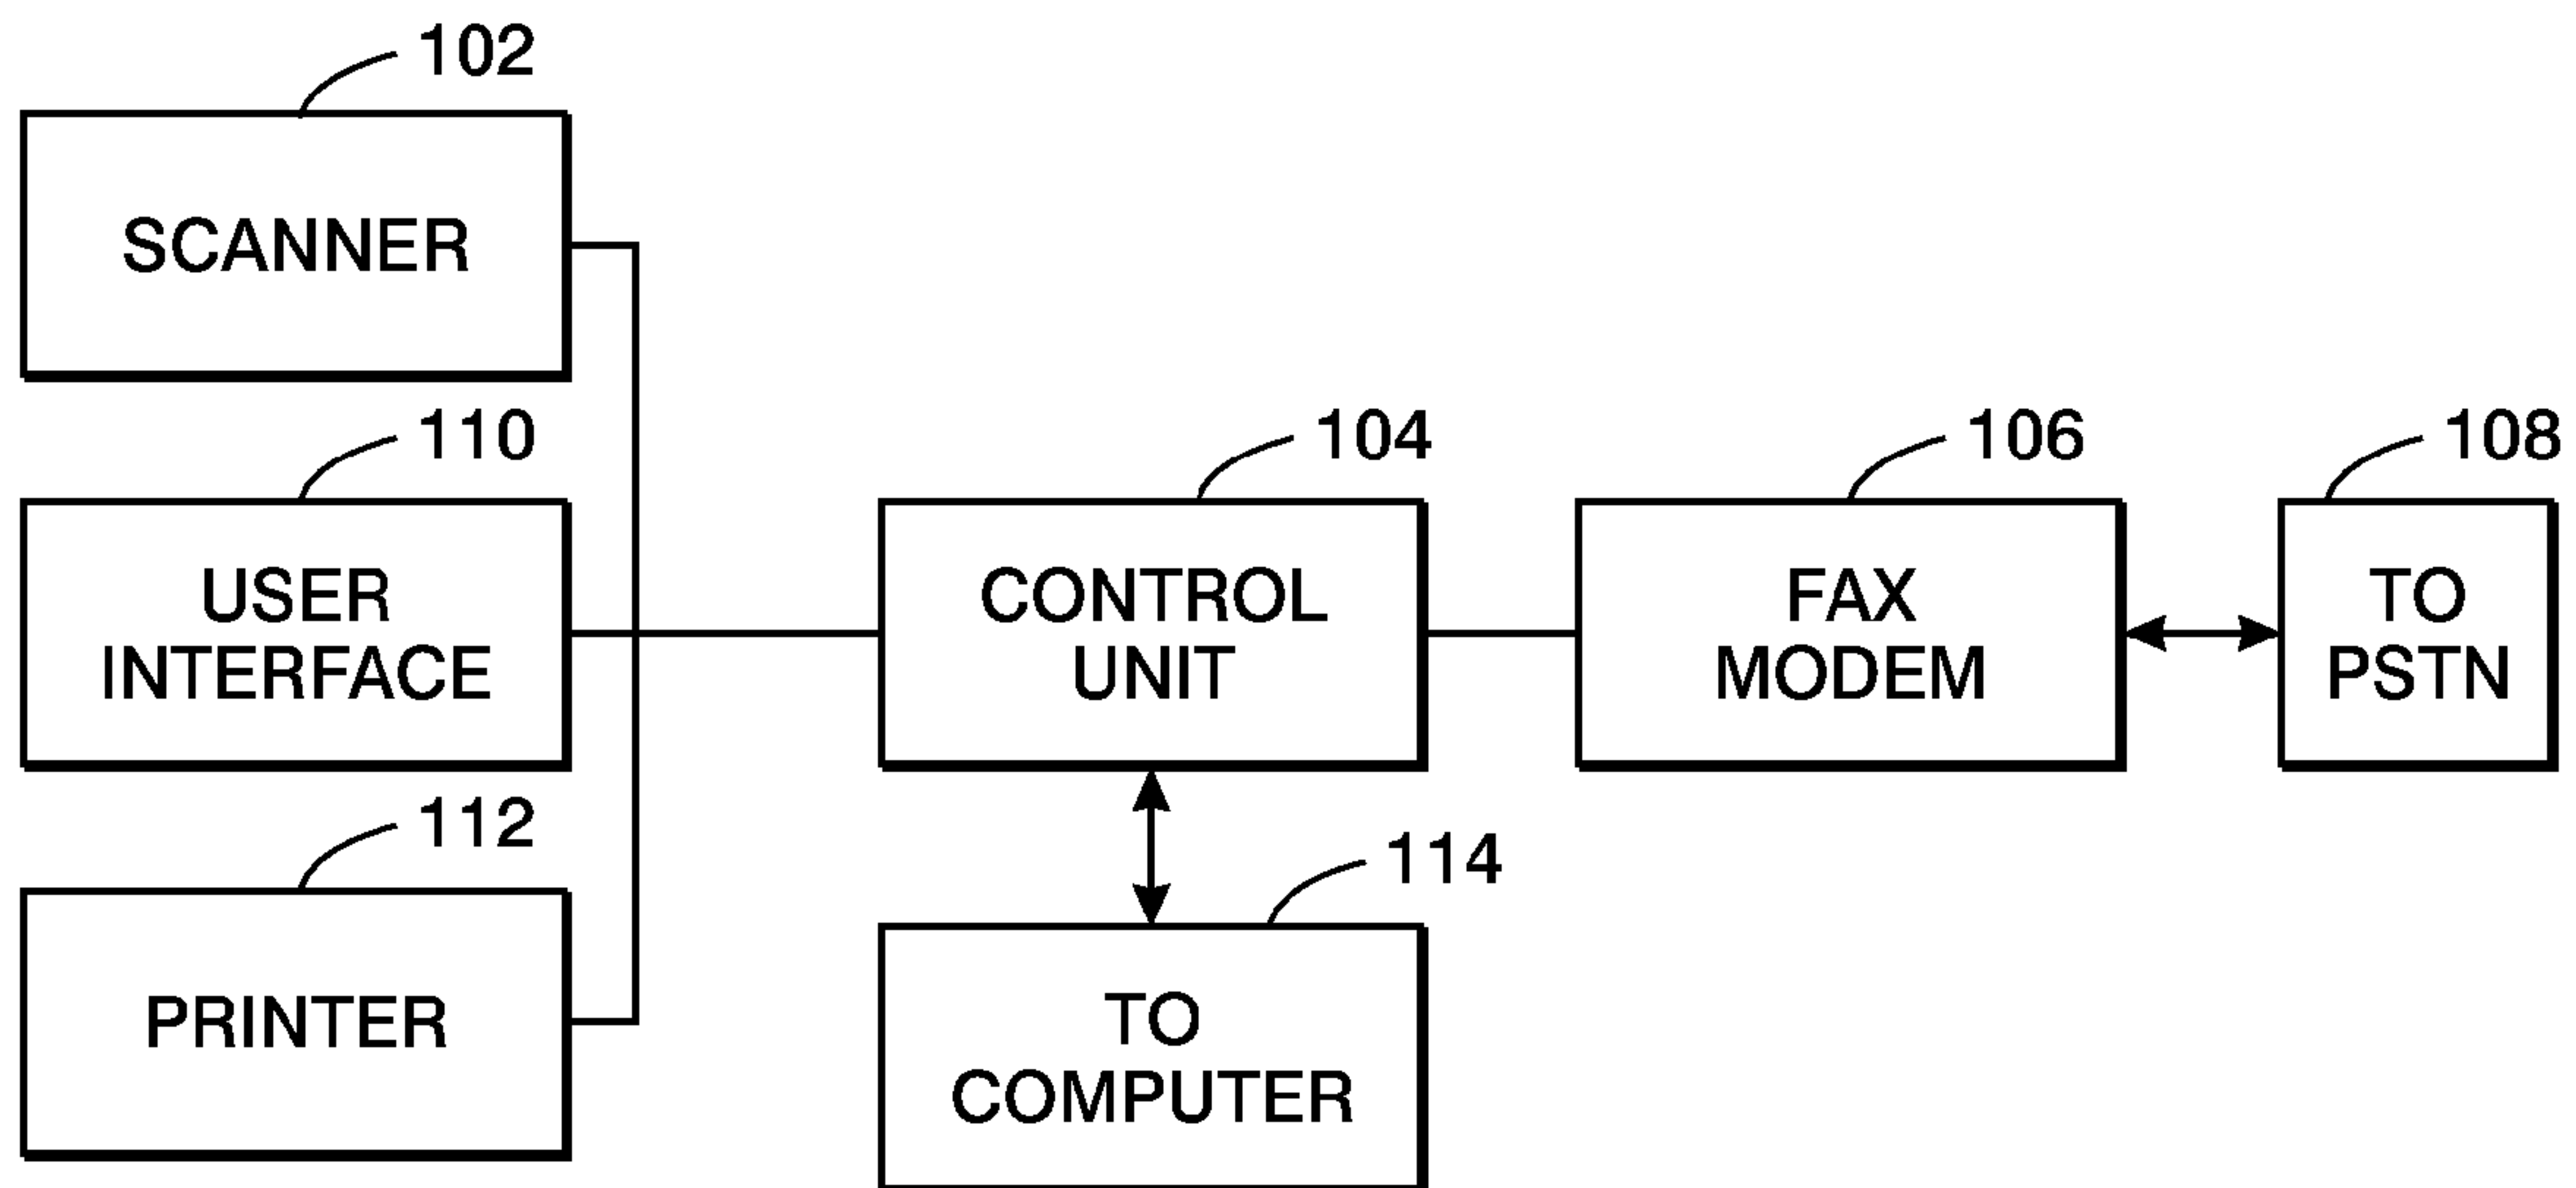 102
SCANNER
110
USER
INTERFACE
112
PRINTER
104
CONTROL
UNIT
114
TO
COMPUTER
106
FAX
MODEM
108
TO
PSTN